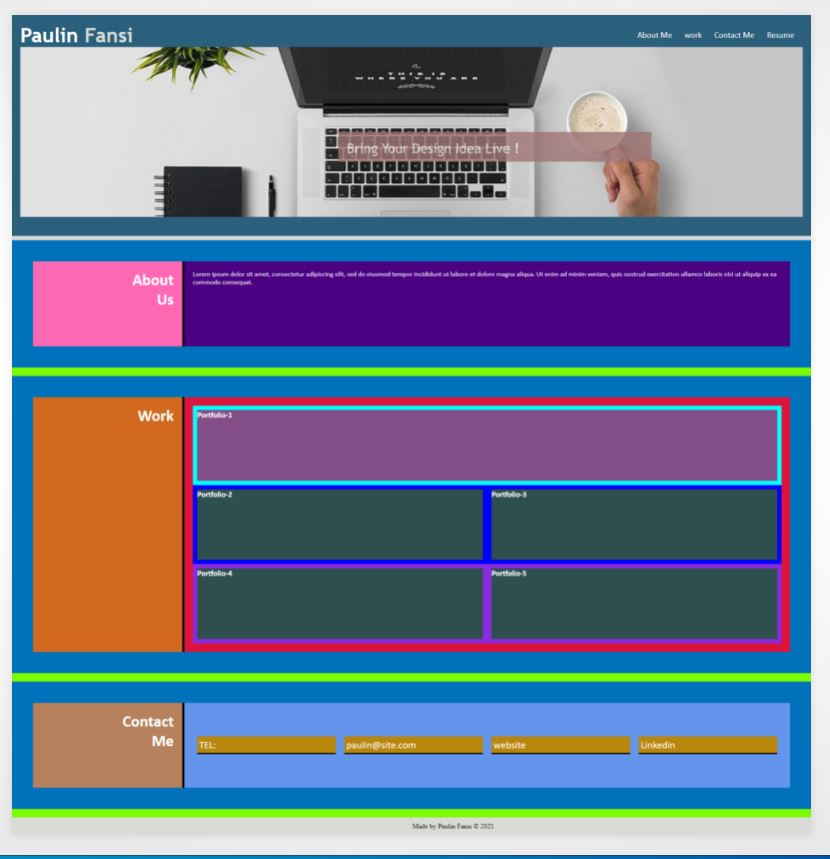 Paulin Fansi
About Me work Contact Me Resume
THIS IS
WHERE YOU ARE
Bring Your Design Idea Live !
About
Us
Lorem ipsum dolor sit amet, consectetur adipiscing elit, sed do eiusmod tempor incididunt ut labore et dolore magna aliqua. Ut enim ad minim veniam, quis nostrud exercitation ullamco laboris nisi ut aliquip ex ea
commodo consequat.
Work
Portfolio-1
Portfolio-2
Portfolio-3
Portfolio-4
Portfolio-5
Contact
Me
TEL:
paulin@site.com
website
Linkedin
Made by Paulin Fansi © 2021